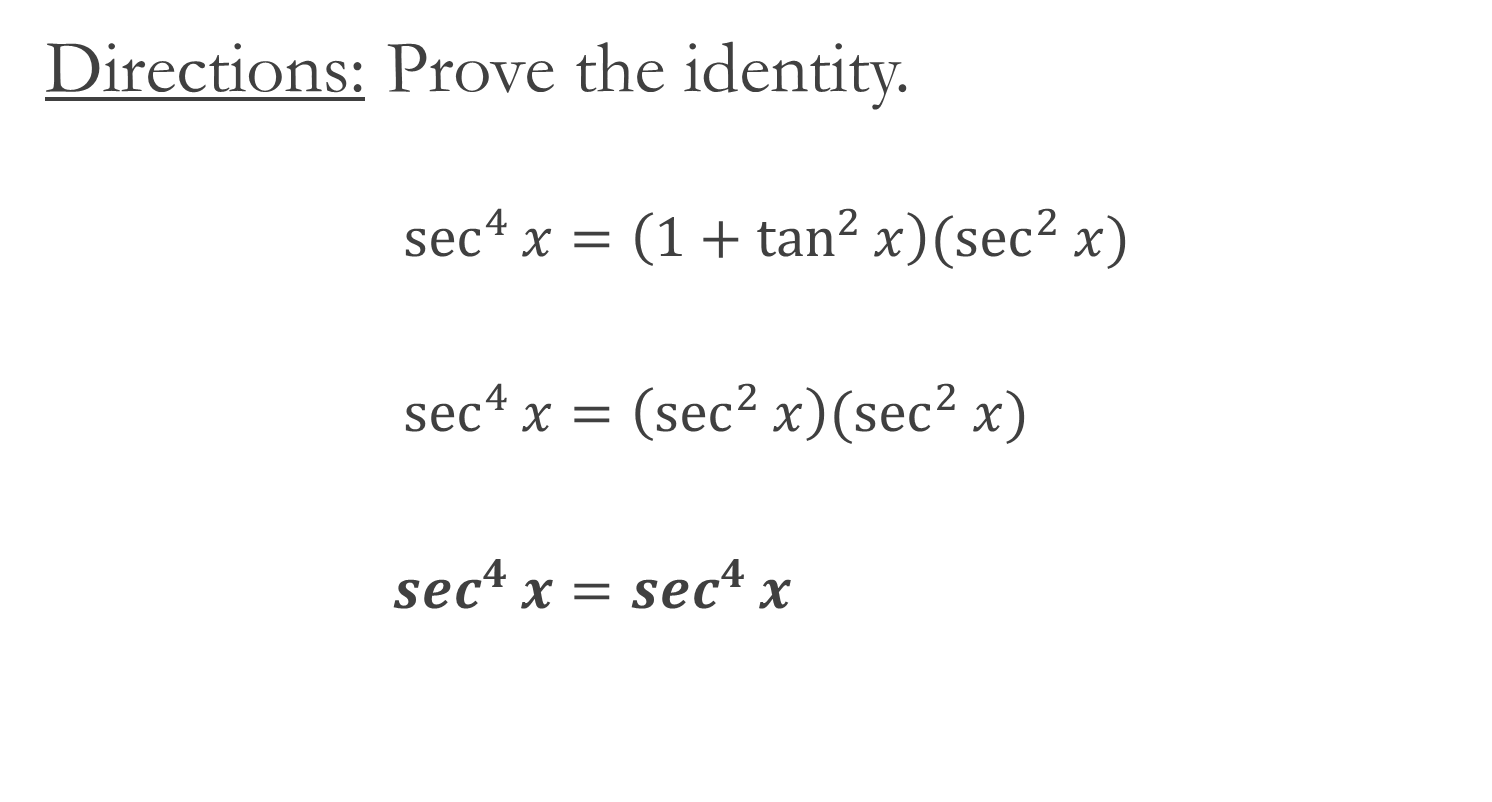 Directions: Prove the identity.
sec⁴ x = (1 + tan² x)(sec² x)
sec⁴ x = (sec² x)(sec² x)
sec⁴ x = sec⁴ x